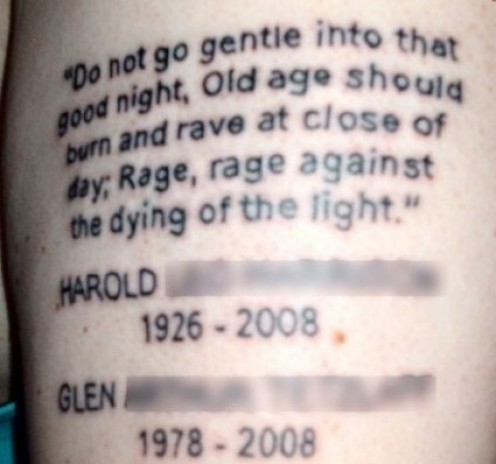 "Do not go gentle into that
good night, Old age should
burn and rave at close of
day; Rage, rage against
the dying of the light."
HAROLD
1926 - 2008
GLEN
1978 - 2008